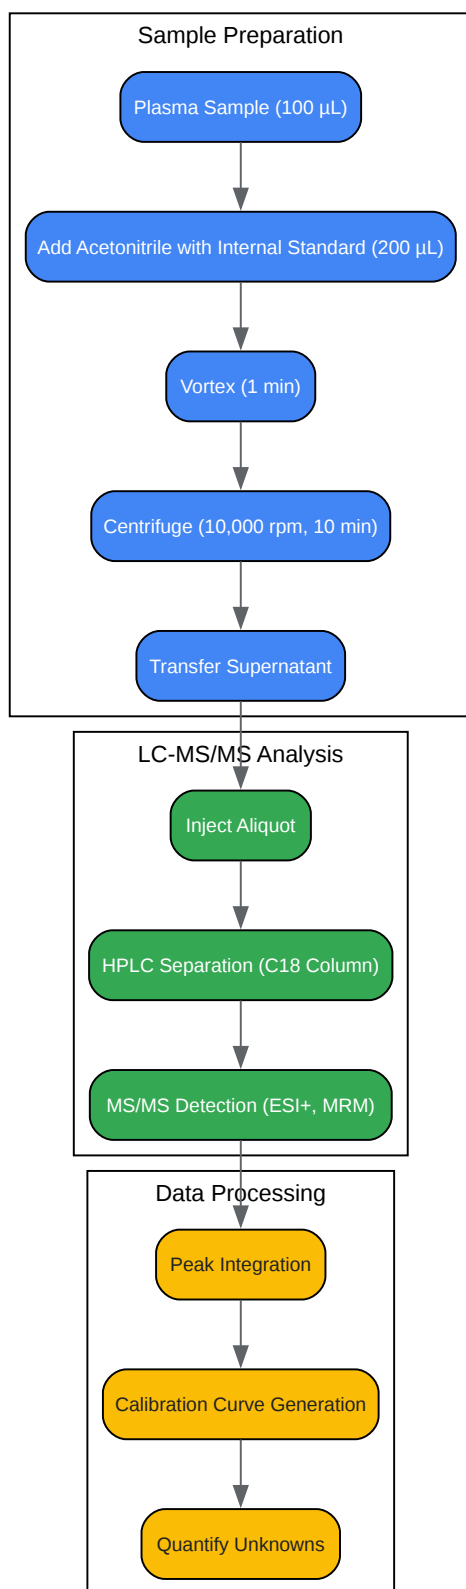 Sample Preparation
Plasma Sample (100 µL)
Add Acetonitrile with Internal Standard (200 µL)
Vortex (1 min)
Centrifuge (10,000 rpm, 10 min)
Transfer Supernatant
LC-MS/MS Analysis
Inject Aliquot
HPLC Separation (C18 Column)
MS/MS Detection (ESI+, MRM)
Data Processing
Peak Integration
Calibration Curve Generation
Quantify Unknowns